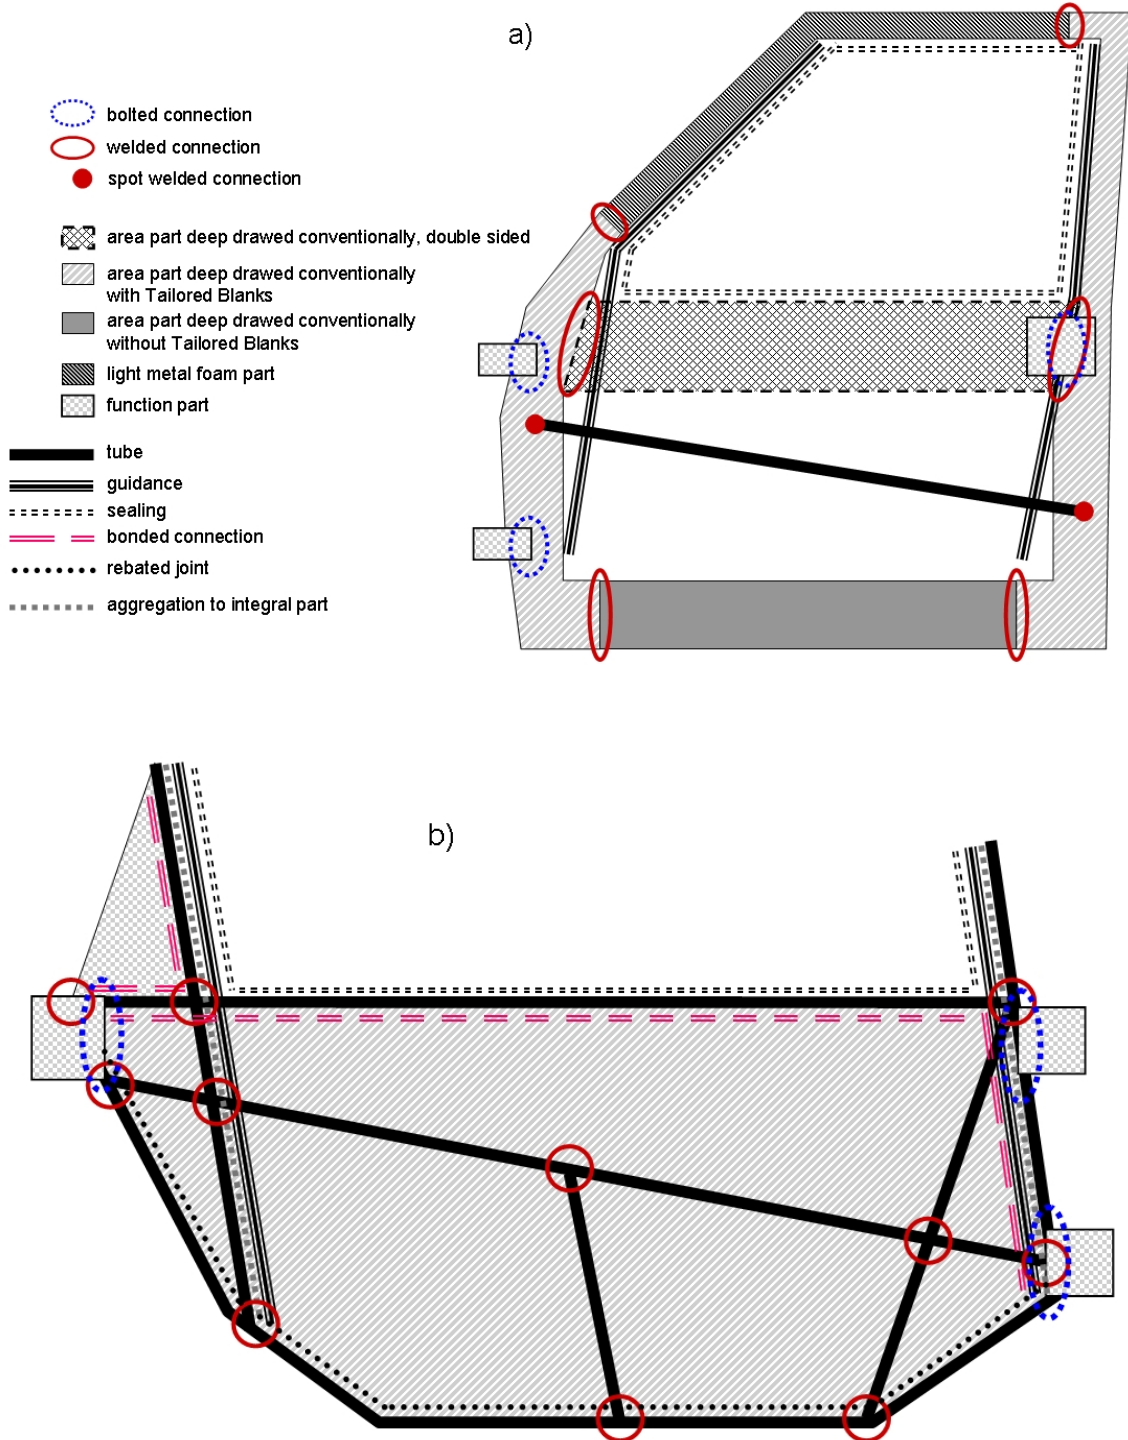 a)
bolted connection
welded connection
spot welded connection
area part deep drawed conventionally, double sided
area part deep drawed conventionally
with Tailored Blanks
area part deep drawed conventionally
without Tailored Blanks
light metal foam part
function part
tube
guidance
sealing
bonded connection
rebated joint
aggregation to integral part
b)